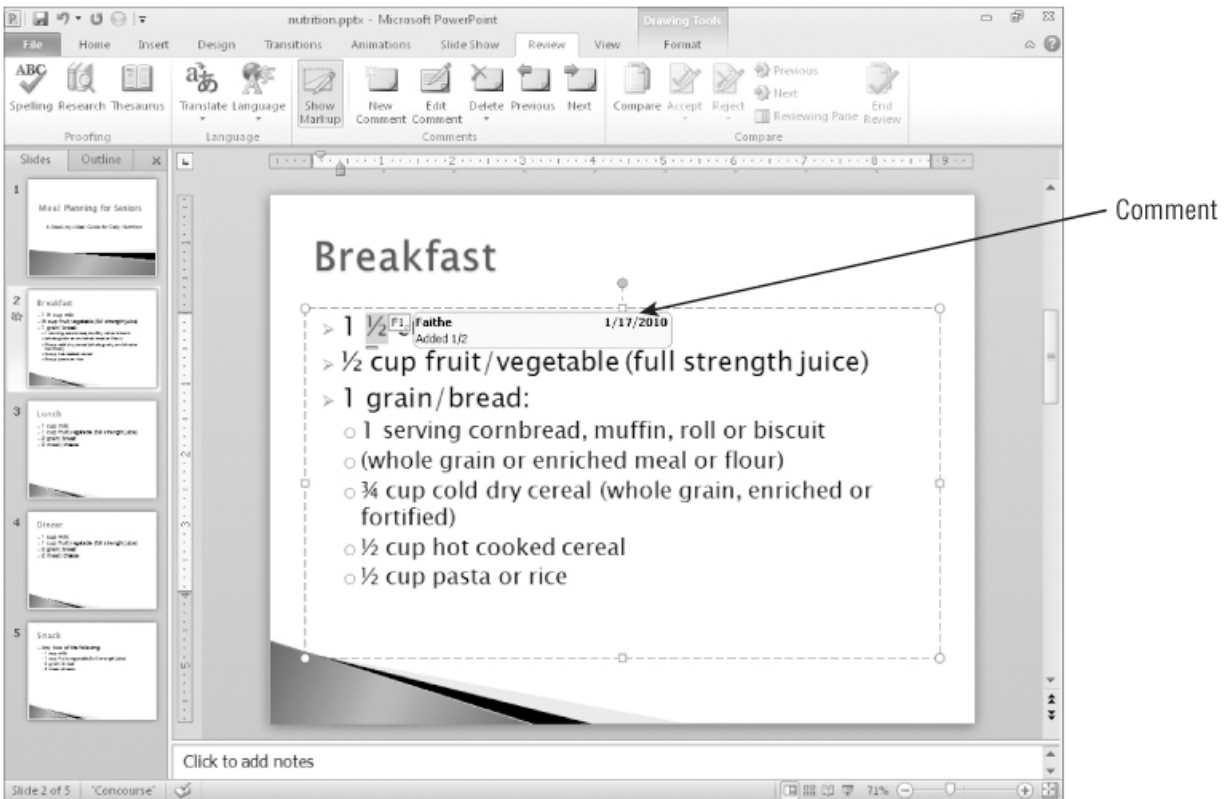 nutrition.pptx - Microsoft PowerPoint
Drawing Tools
File Home Insert Design Transitions Animations Slide Show Review View Format
ABC
Spelling Research Thesaurus Translate Language Show Markup New Comment Edit Comment Delete Previous Next Compare Accept Reject Previous Next Reviewing Pane End Review
Proofing Language Comments Compare
Slides Outline
1
Meal Planning for Seniors
2
Breakfast
3
Lunch
4
Dinner
5
Snack
Breakfast
1 ½ F1 Faithe 1/17/2010
Added 1/2
½ cup fruit/vegetable (full strength juice)
1 grain/bread:
1 serving cornbread, muffin, roll or biscuit
(whole grain or enriched meal or flour)
¾ cup cold dry cereal (whole grain, enriched or
fortified)
½ cup hot cooked cereal
½ cup pasta or rice
Comment
Click to add notes
Slide 2 of 5 "Concourse" 71%